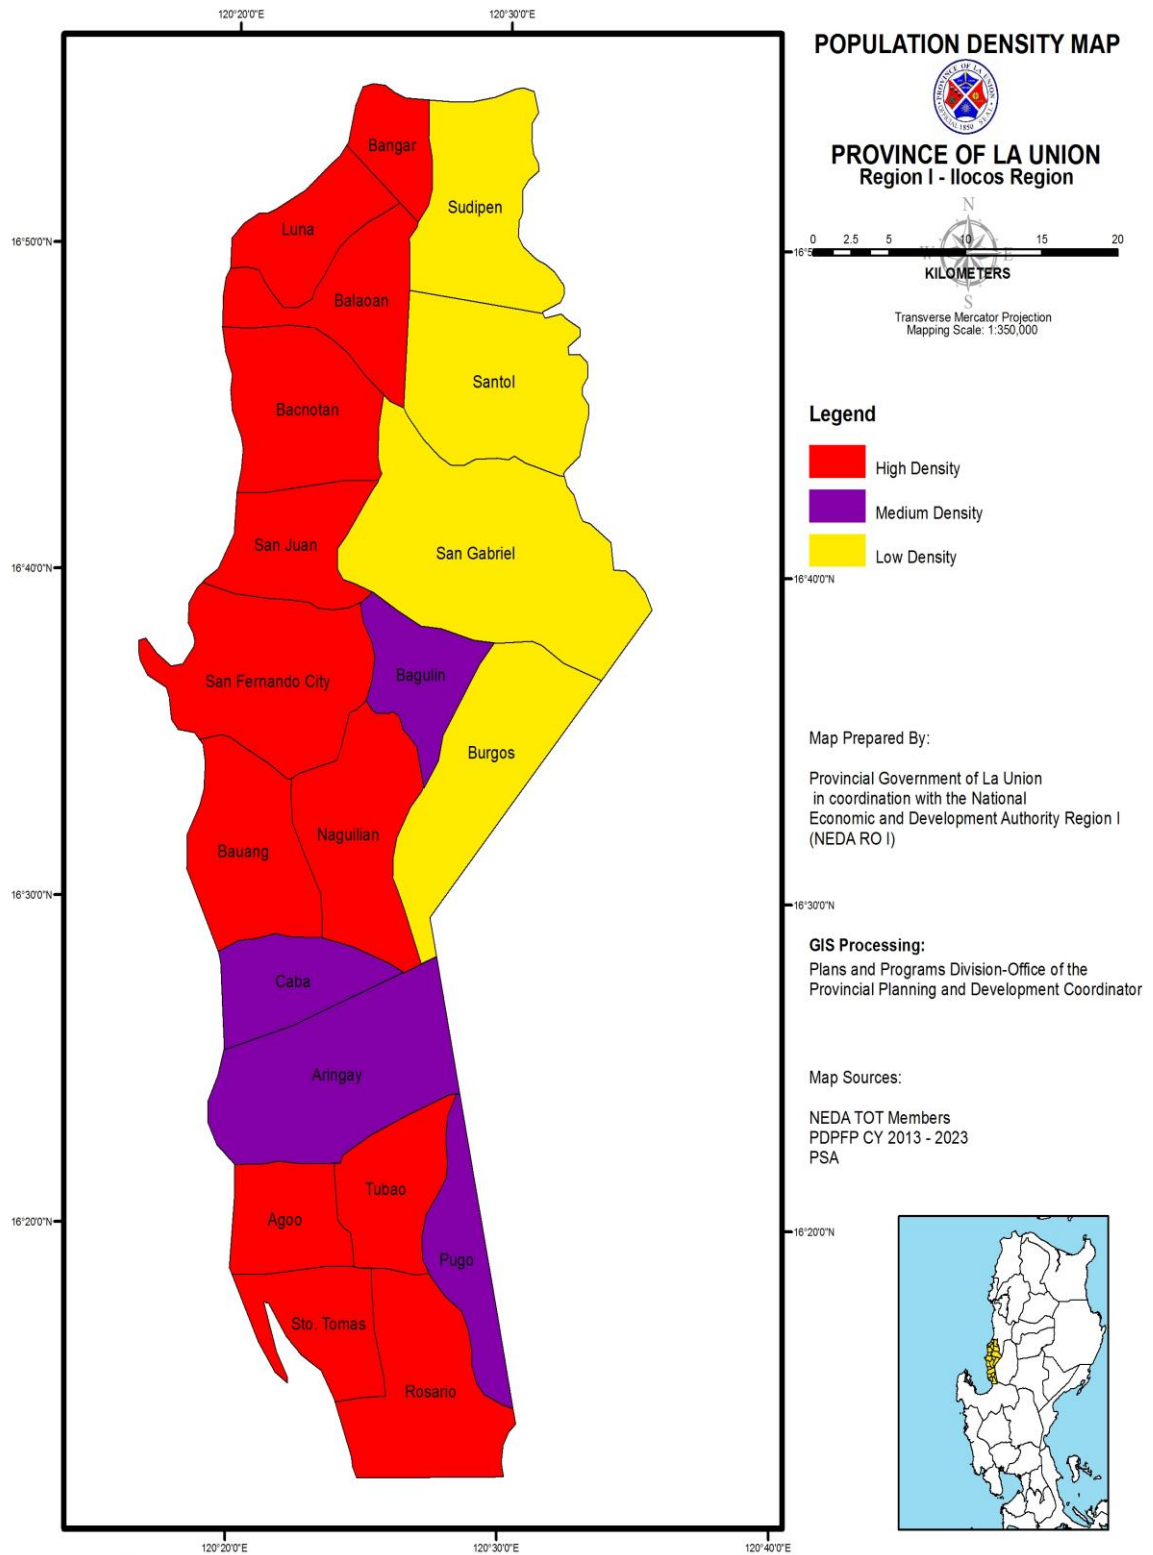 120°20'0"E
120°30'0"E
POPULATION DENSITY MAP
PROVINCE OF LA UNION
OFFICIAL 1850 SEAL
PROVINCE OF LA UNION
Region I - Ilocos Region
N
0 2.5 5 10 15 20
W E
KILOMETERS
S
Transverse Mercator Projection
Mapping Scale: 1:350,000
Bangar
Sudipen
Luna
16°50'0"N
Balaoan
Santol
Bacnotan
Legend
High Density
Medium Density
Low Density
San Juan
San Gabriel
16°40'0"N
16°40'0"N
San Fernando City
Bagulin
Burgos
Map Prepared By:
Provincial Government of La Union
in coordination with the National
Economic and Development Authority Region I
(NEDA RO I)
Naguilian
Bauang
16°30'0"N
16°30'0"N
GIS Processing:
Plans and Programs Division-Office of the
Provincial Planning and Development Coordinator
Caba
Aringay
Map Sources:
NEDA TOT Members
PDPFP CY 2013 - 2023
PSA
Tubao
Agoo
16°20'0"N
16°20'0"N
Pugo
Sto. Tomas
Rosario
120°20'0"E
120°30'0"E
120°40'0"E